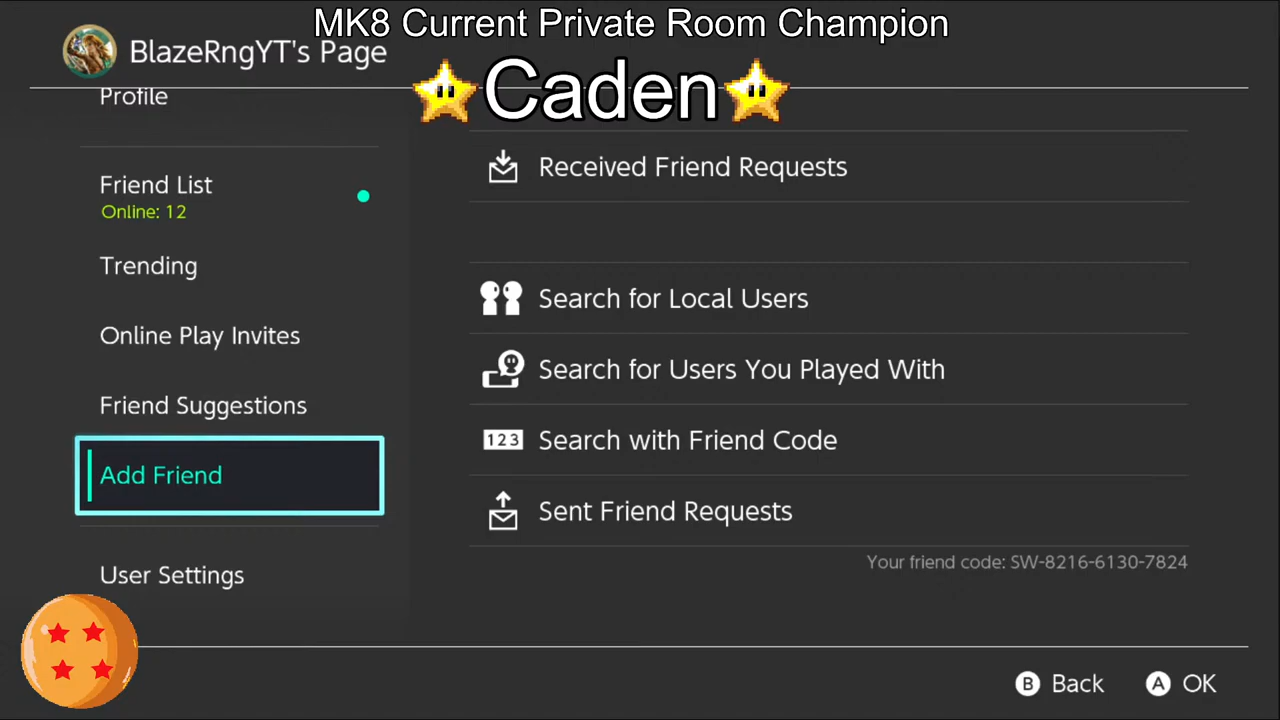 MK8 Current Private Room Champion
BlazeRngYT's Page
Caden
Profile
Friend List
Online: 12
Trending
Online Play Invites
Friend Suggestions
Add Friend
User Settings
Received Friend Requests
Search for Local Users
Search for Users You Played With
123 Search with Friend Code
Sent Friend Requests
Your friend code: SW-8216-6130-7824
B Back A OK